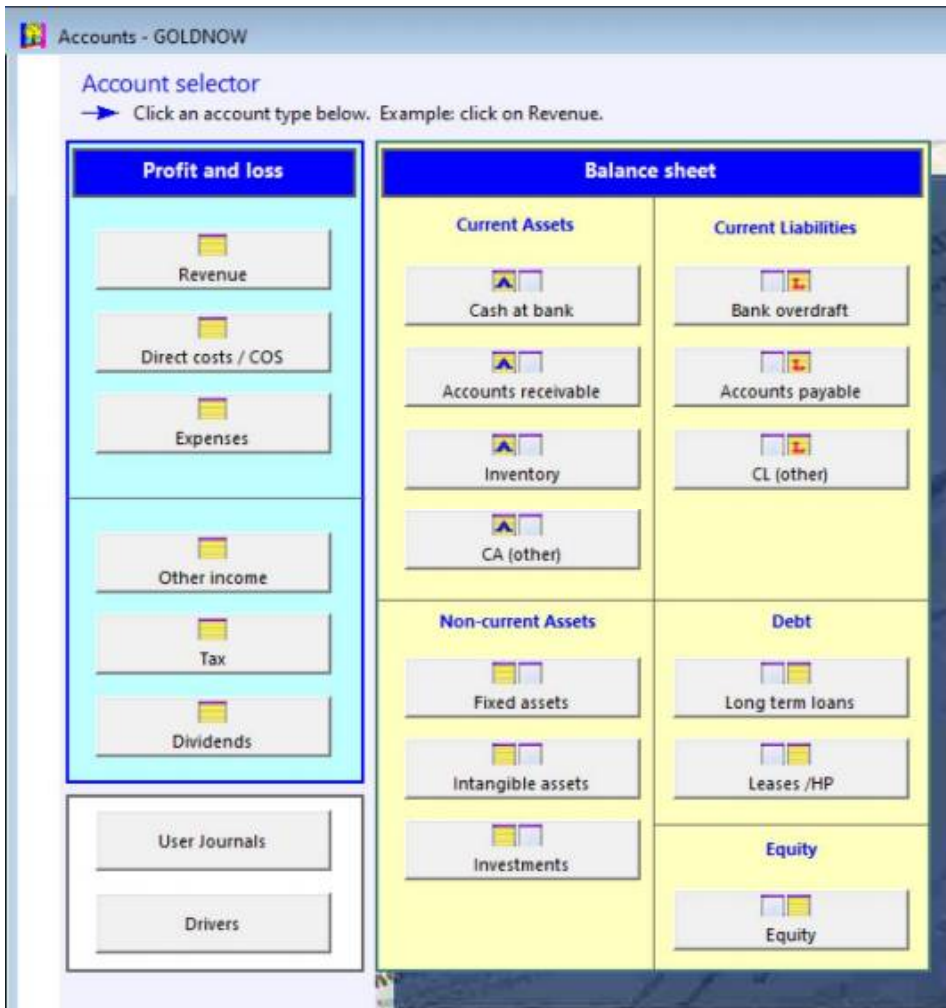 Accounts - GOLDNOW
Account selector
Click an account type below. Example: click on Revenue.
Profit and loss
Revenue
Direct costs / COS
Expenses
Other income
Tax
Dividends
User Journals
Drivers
Balance sheet
Current Assets
Cash at bank
Accounts receivable
Inventory
CA (other)
Current Liabilities
Bank overdraft
Accounts payable
CL (other)
Non-current Assets
Fixed assets
Intangible assets
Investments
Debt
Long term loans
Leases /HP
Equity
Equity